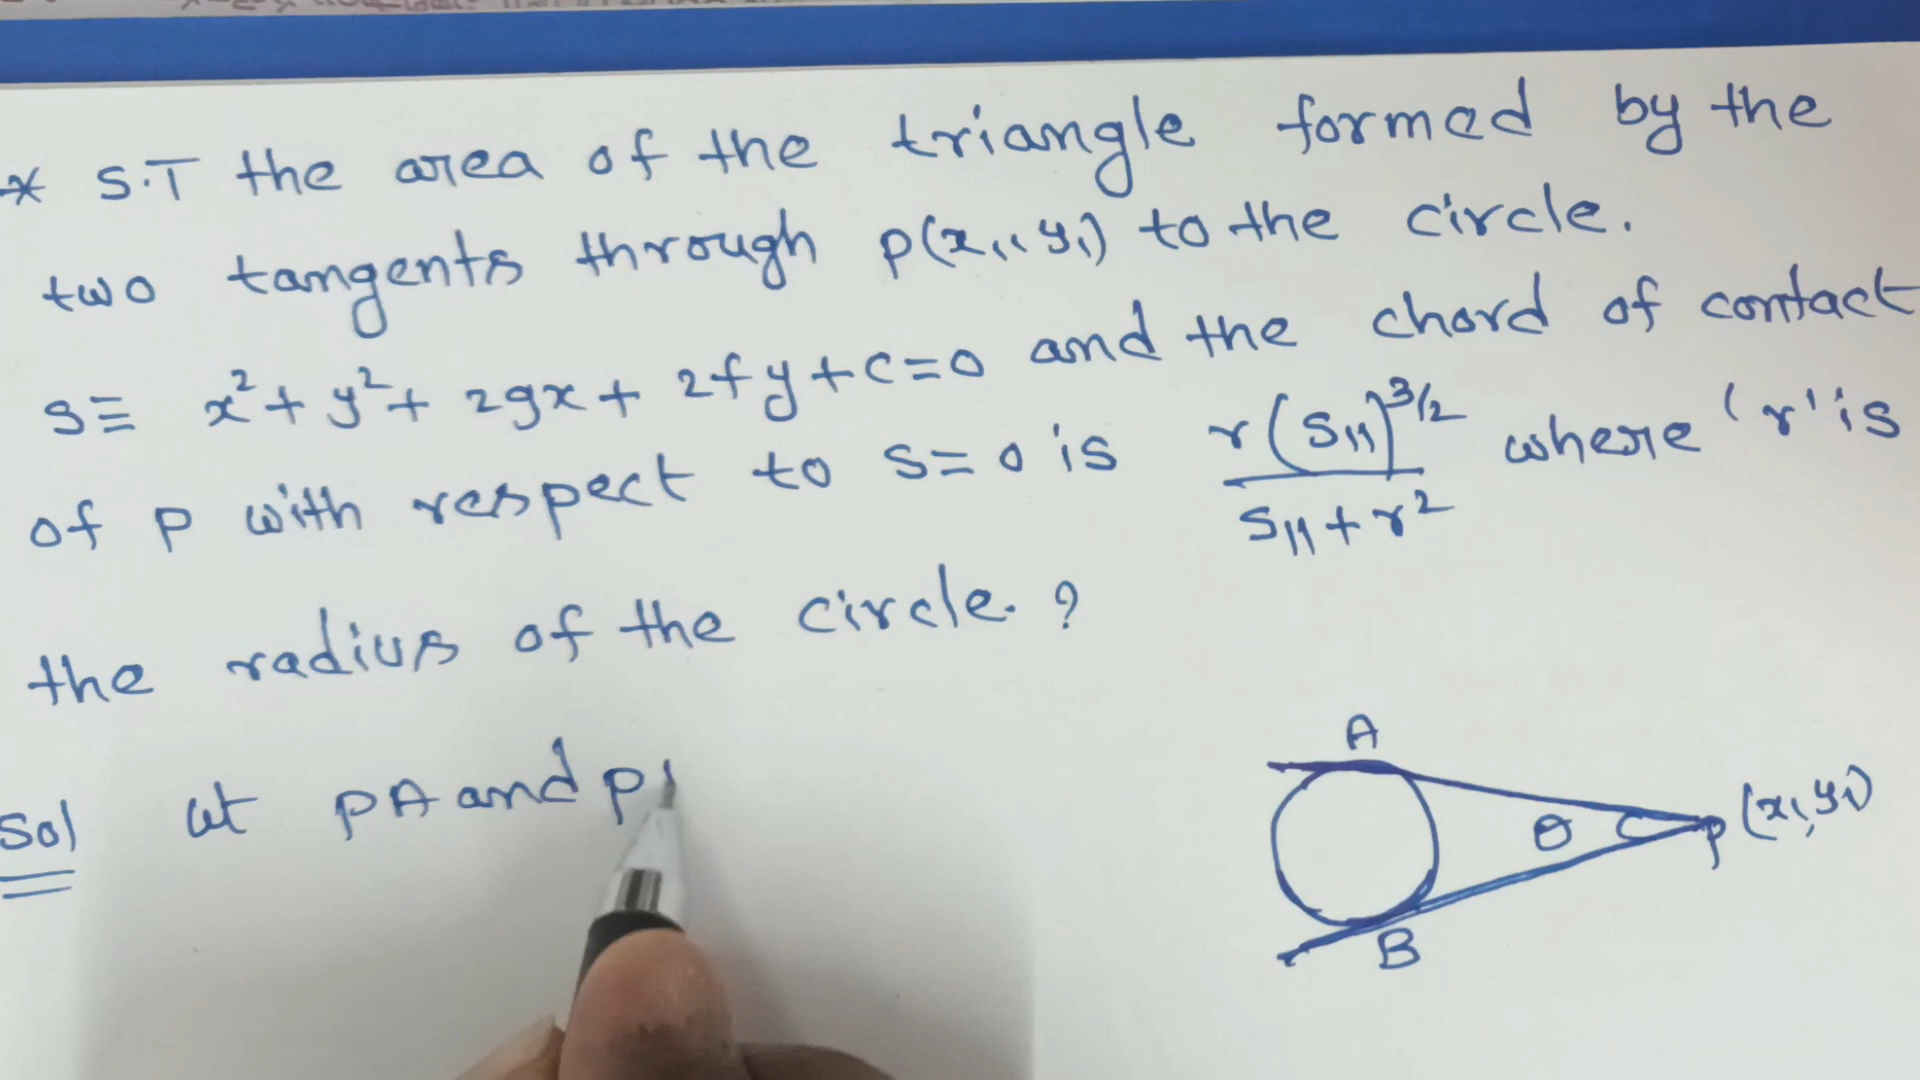 * S.T the area of the triangle formed by the
two tangents through P(x₁, y₁) to the circle.
S≡ x²+y²+2gx+2fy+c=0 and the chord of contact
of P with respect to S=0 is r(S₁₁)^3/2 / S₁₁+r² where 'r' is
the radius of the circle. ?
A
Sol let PA and P
θ P (x₁, y₁)
B